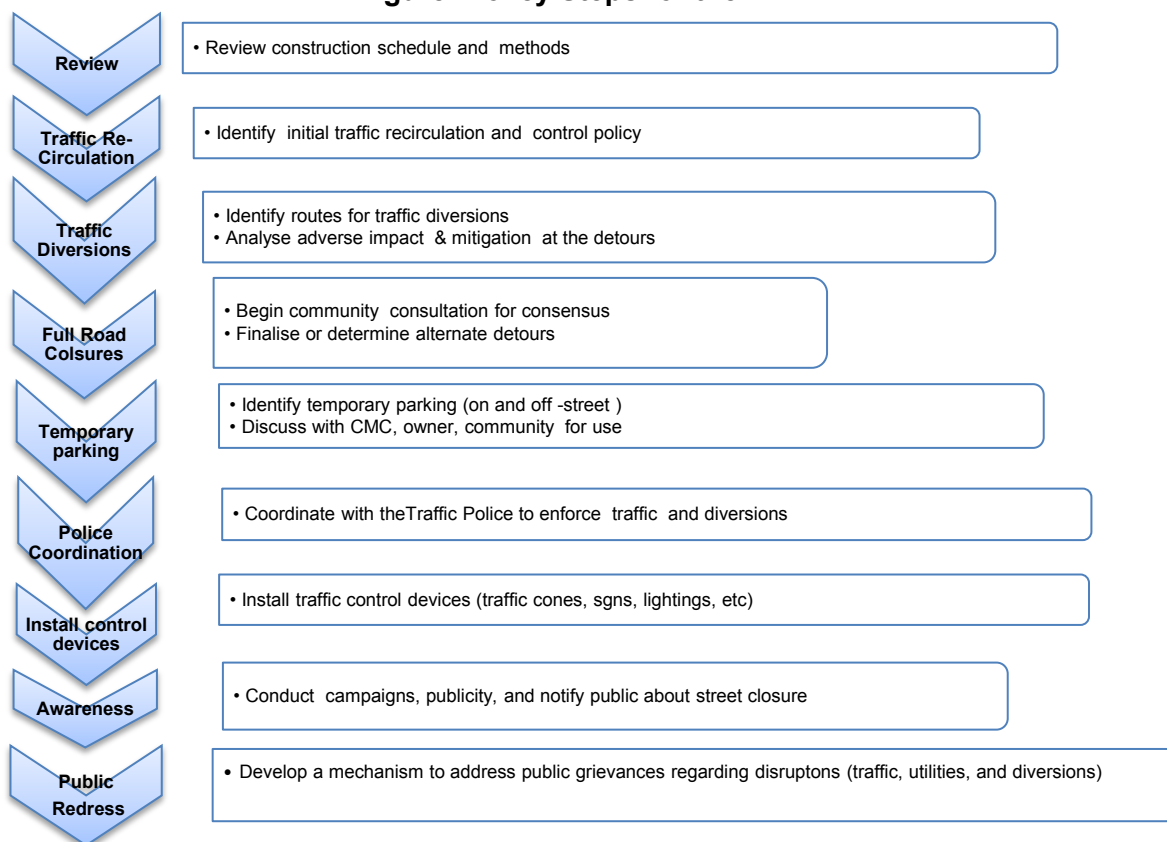 Review
• Review construction schedule and methods
Traffic Re-
Circulation
• Identify initial traffic recirculation and control policy
Traffic
Diversions
• Identify routes for traffic diversions
• Analyse adverse impact & mitigation at the detours
Full Road
Colsures
• Begin community consultation for consensus
• Finalise or determine alternate detours
Temporary
parking
• Identify temporary parking (on and off -street )
• Discuss with CMC, owner, community for use
Police
Coordination
• Coordinate with theTraffic Police to enforce traffic and diversions
Install control
devices
• Install traffic control devices (traffic cones, sgns, lightings, etc)
Awareness
• Conduct campaigns, publicity, and notify public about street closure
Public
Redress
• Develop a mechanism to address public grievances regarding disruptons (traffic, utilities, and diversions)